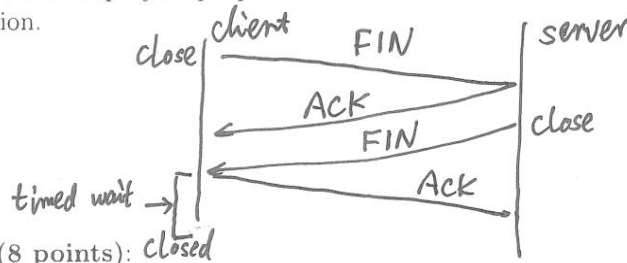 ion.
client
server
close
FIN
ACK
close
FIN
timed wait
ACK
(8 points): closed